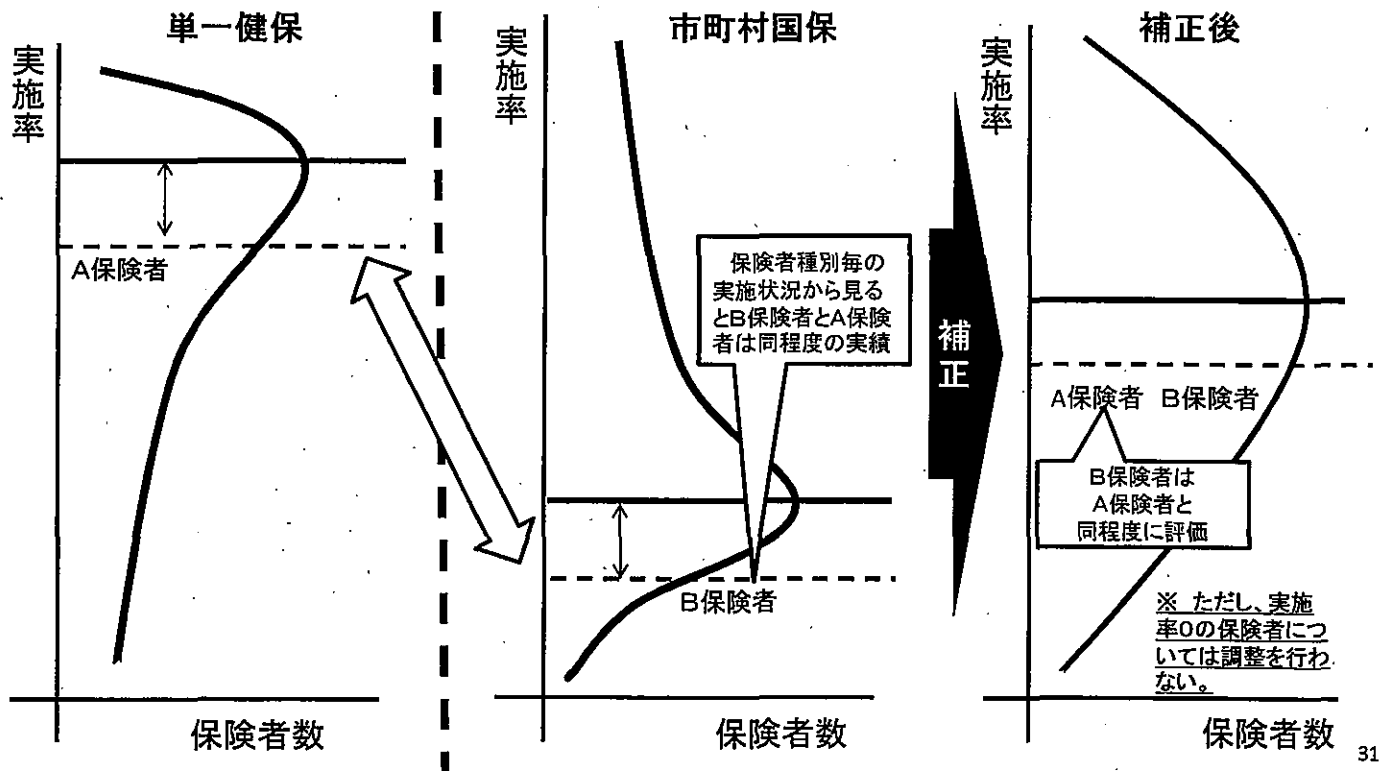 単一健保
実施率
A保険者
保険者数
市町村国保
実施率
保険者種別毎の
実施状況から見る
とB保険者とA保険
者は同程度の実績
B保険者
保険者数
補正
補正後
実施率
A保険者 B保険者
B保険者は
A保険者と
同程度に評価
※ ただし、実施
率0の保険者につ
いては調整を行わ
ない。
保険者数
31